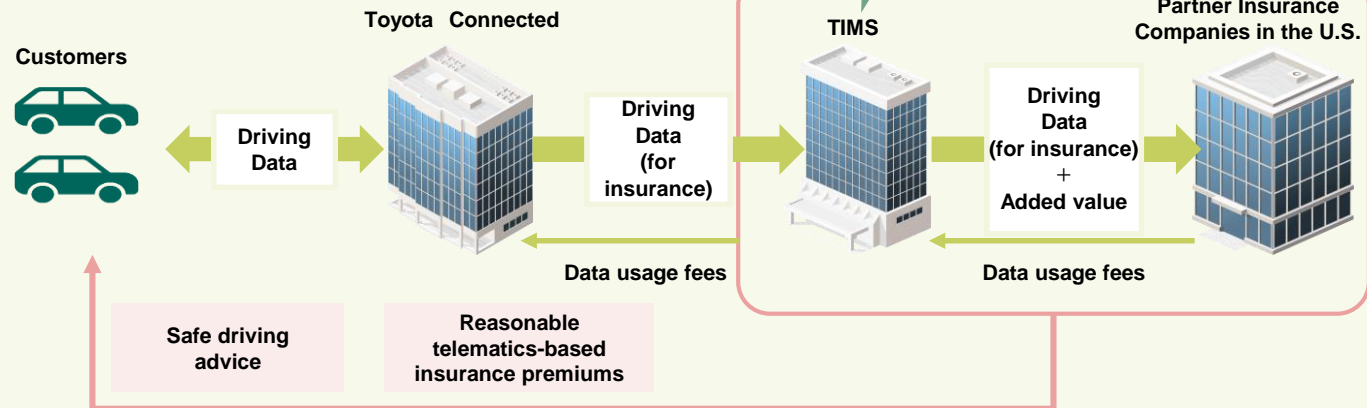 Customers
Toyota Connected
TIMS
Partner Insurance
Companies in the U.S.
Driving
Data
Driving
Data
(for
insurance)
Driving
Data
(for insurance)
+
Added value
Data usage fees
Data usage fees
Safe driving
advice
Reasonable
telematics-based
insurance premiums